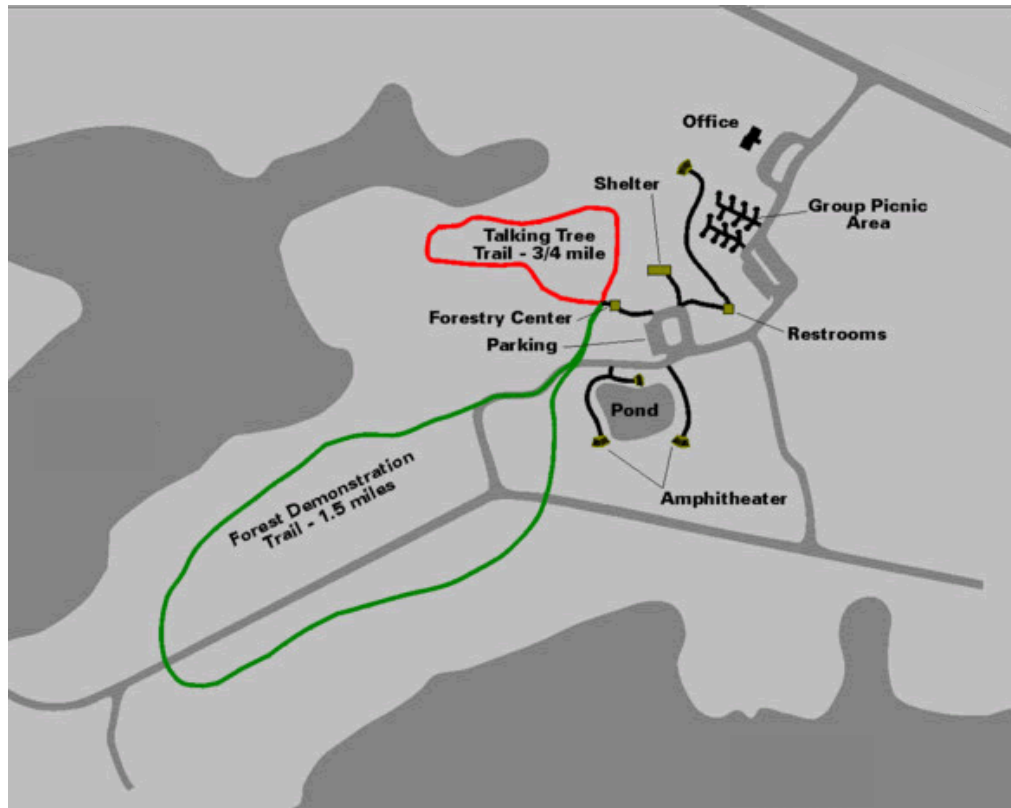 Office
Shelter
Group Picnic
Area
Talking Tree
Trail - 3/4 mile
Forestry Center
Restrooms
Parking
Pond
Forest Demonstration
Trail - 1.5 miles
Amphitheater